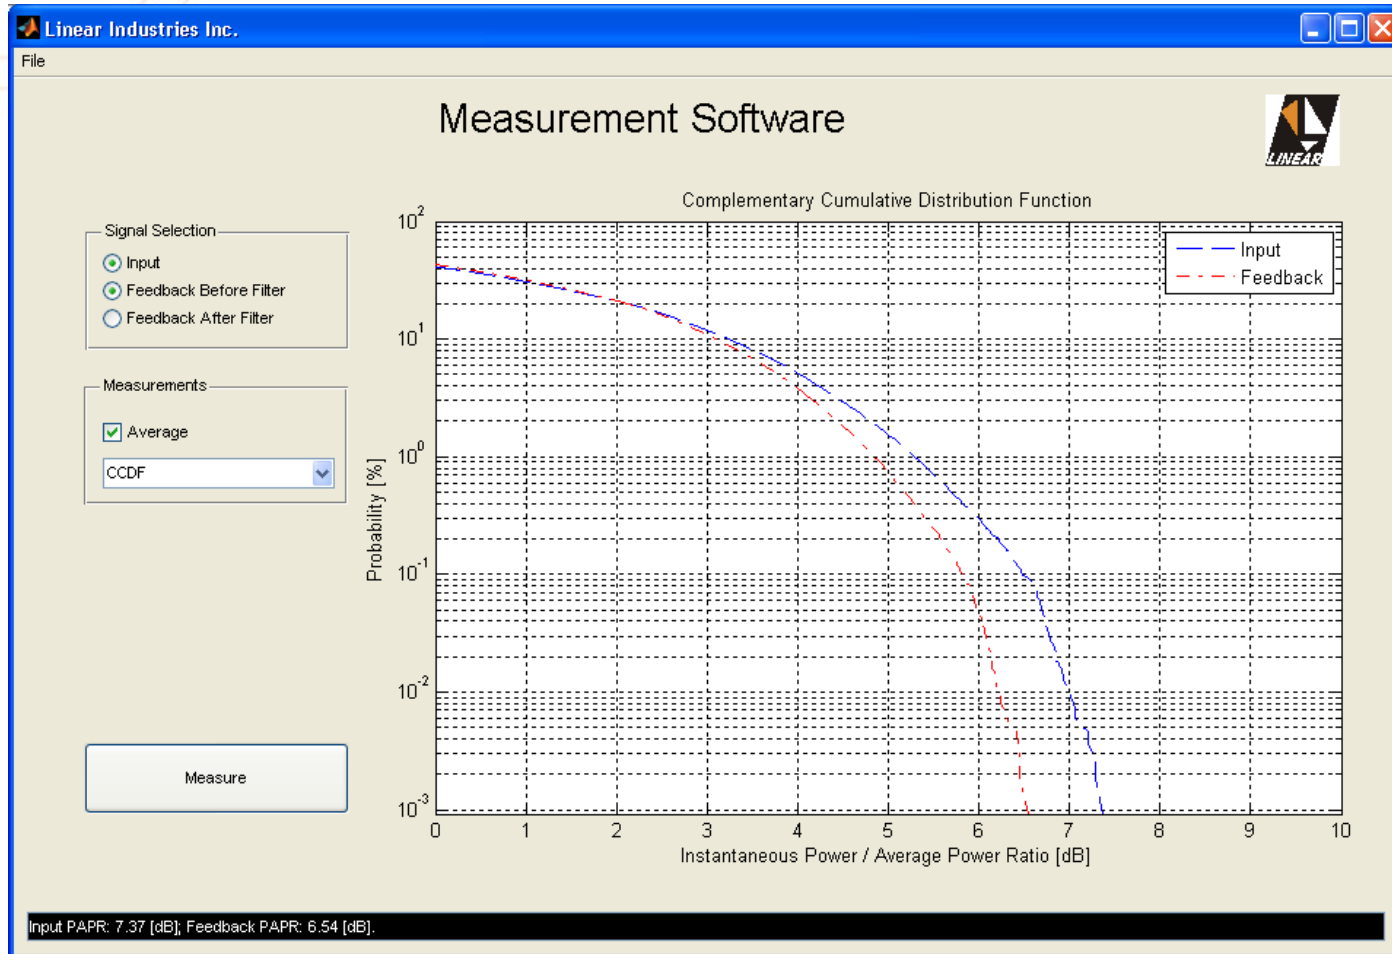 Linear Industries Inc.
File
Measurement Software
LINEAR
Signal Selection
Input
Feedback Before Filter
Feedback After Filter
Measurements
Average
CCDF
Measure
Complementary Cumulative Distribution Function
Input
Feedback
Probability [%]
10^2
10^1
10^0
10^-1
10^-2
10^-3
0 1 2 3 4 5 6 7 8 9 10
Instantaneous Power / Average Power Ratio [dB]
Input PAPR: 7.37 [dB]; Feedback PAPR: 6.54 [dB].